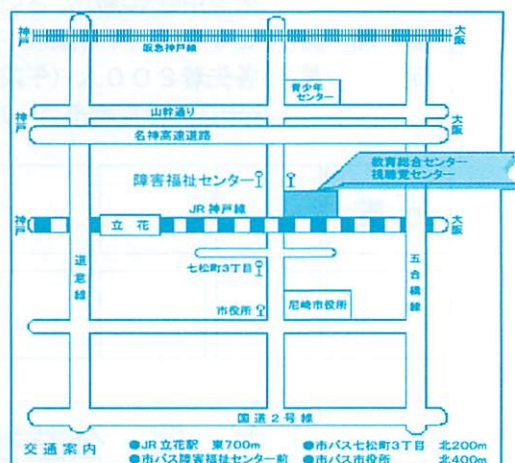 神戸
大阪
阪急神戸線
青少年
センター
山幹通り
神戸
大阪
名神高速道路
教育総合センター
視聴覚センター
障害福祉センター
JR神戸線
神戸
立花
大阪
道意線
七松町3丁目
五合橋線
市役所
尼崎市役所
国道2号線
交通案内
●JR立花駅 東700m
●市バス七松町3丁目 北200m
●市バス障害福祉センター前
●市バス市役所 北400m